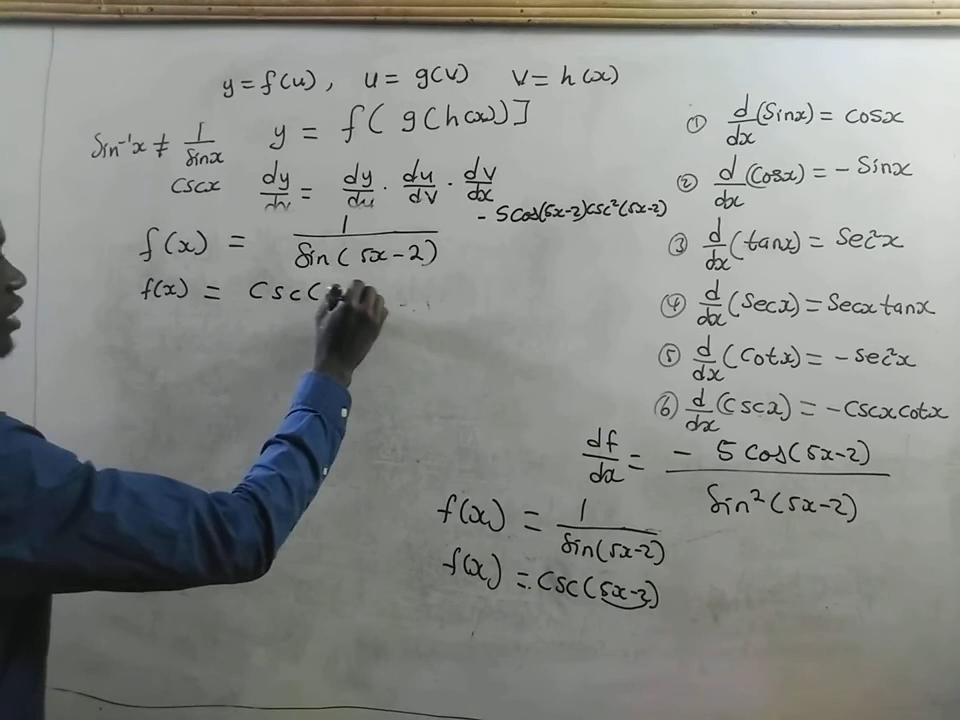 y = f(u), u = g(v) v = h(x)
Sin⁻¹x ≠ 1/Sinx y = f( g(h(x))]
cscx dy/dx = dy/du · du/dv · dv/dx
- 5Cos(5x-2)csc²(5x-2)
f(x) = 1/Sin(5x-2)
f(x) = csc(
① d/dx (Sinx) = cosx
② d/dx (Cosx) = - Sinx
③ d/dx (tanx) = Sec²x
④ d/dx (Secx) = Secx tanx
⑤ d/dx (Cotx) = - Sec²x
⑥ d/dx (Cscx) = -Cscx cotx
df/dx = - 5 Cos(5x-2) / Sin²(5x-2)
f(x) = 1/Sin(5x-2)
f(x) = csc(5x-2)